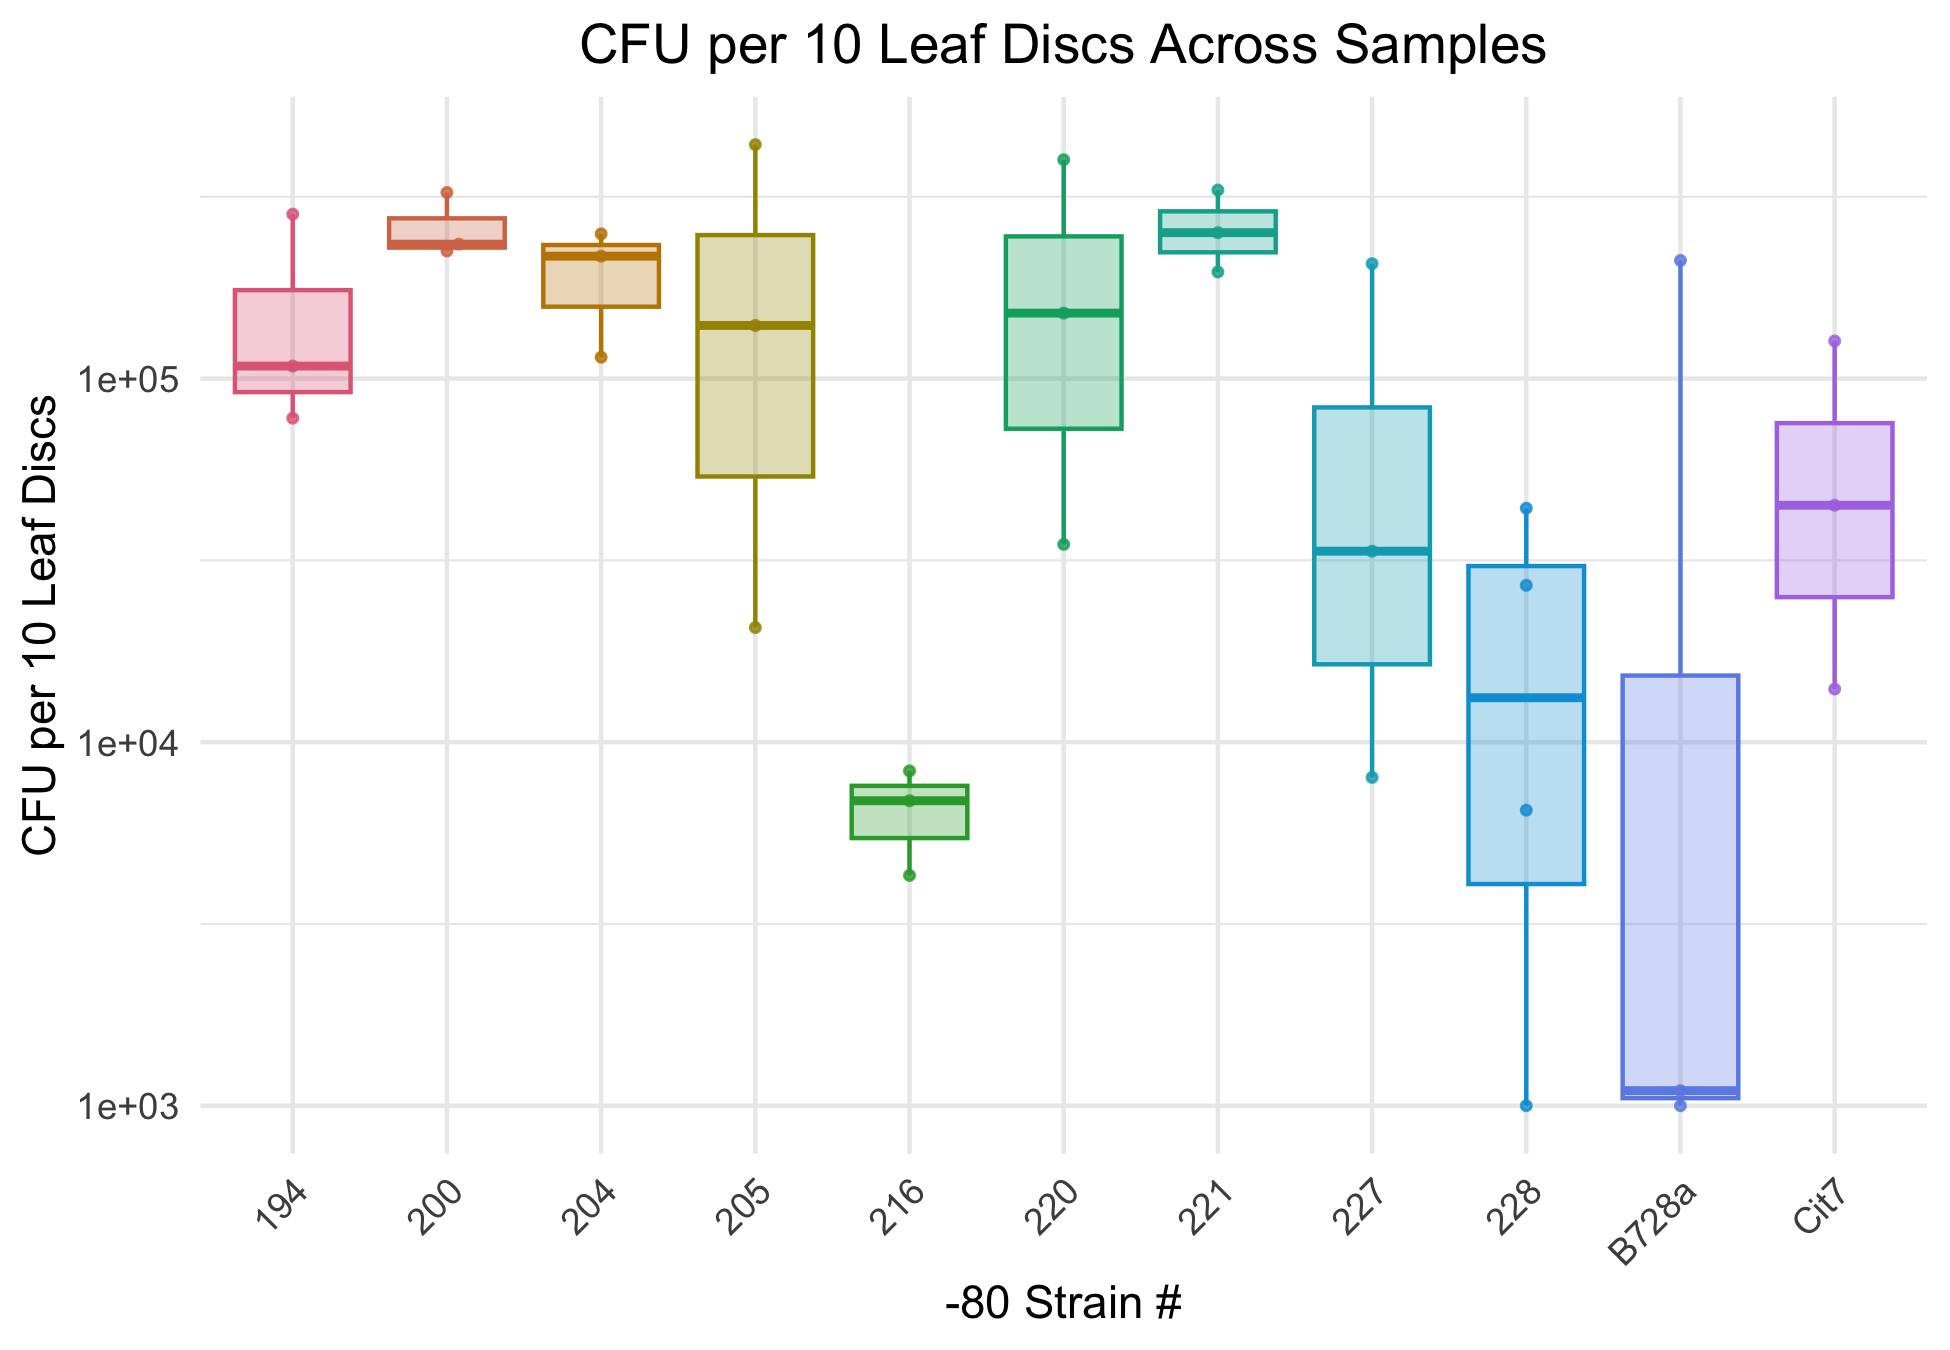 CFU per 10 Leaf Discs Across Samples
CFU per 10 Leaf Discs
1e+05
1e+04
1e+03
194
200
204
205
216
220
221
227
228
B728a
Cit7
-80 Strain #